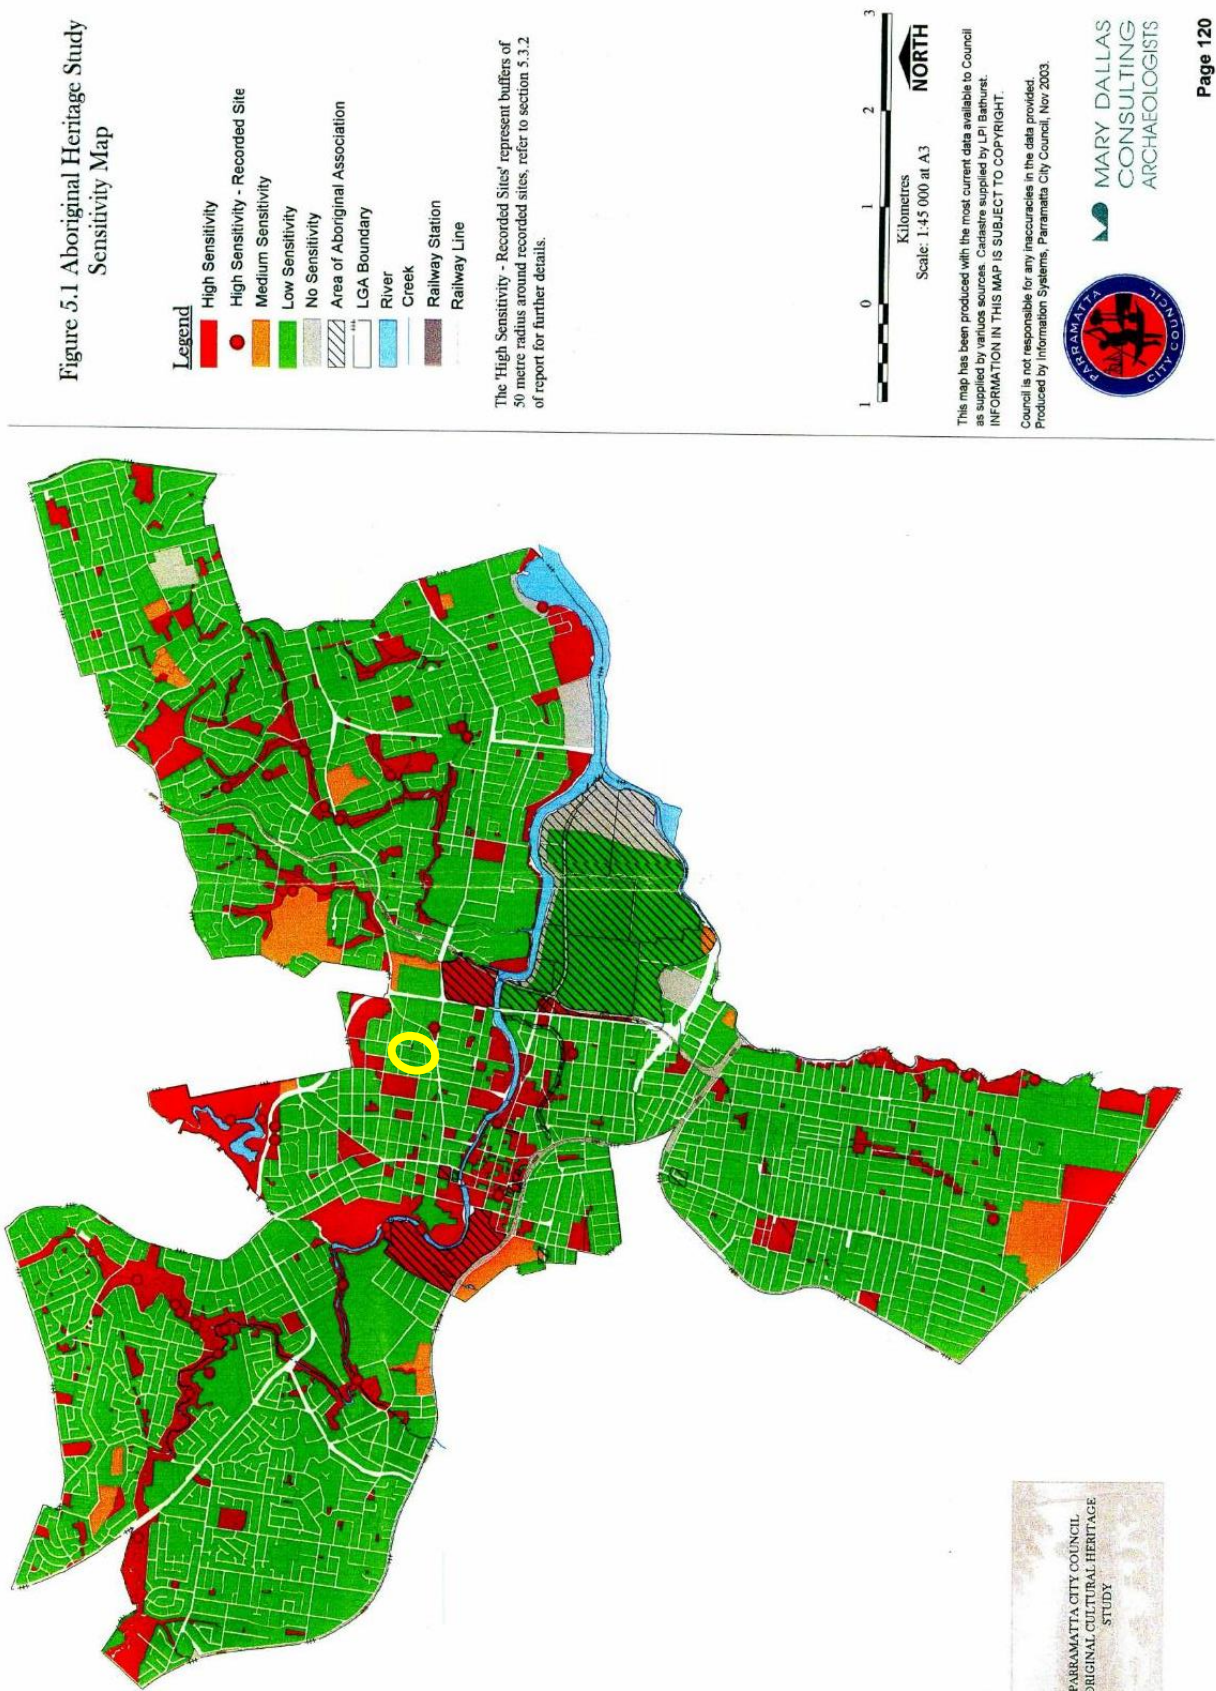 Figure 5.1 Aboriginal Heritage Study
Sensitivity Map
Legend
High Sensitivity
High Sensitivity - Recorded Site
Medium Sensitivity
Low Sensitivity
No Sensitivity
Area of Aboriginal Association
LGA Boundary
River
Creek
Railway Station
Railway Line
The 'High Sensitivity - Recorded Sites' represent buffers of
50 metre radius around recorded sites, refer to section 5.3.2
of report for further details.
1 0 1 2 3
Kilometres
Scale: 1:45 000 at A3
NORTH
This map has been produced with the most current data available to Council
as supplied by variuos sources. Cadastre supplied by LPI Bathurst.
INFORMATION IN THIS MAP IS SUBJECT TO COPYRIGHT.
Council is not responsible for any inaccuracies in the data provided.
Produced by Information Systems, Parramatta City Council, Nov 2003.
PARRAMATTA
CITY COUNCIL
MARY DALLAS
CONSULTING
ARCHAEOLOGISTS
Page 120
PARRAMATTA CITY COUNCIL
ORIGINAL CULTURAL HERITAGE
STUDY